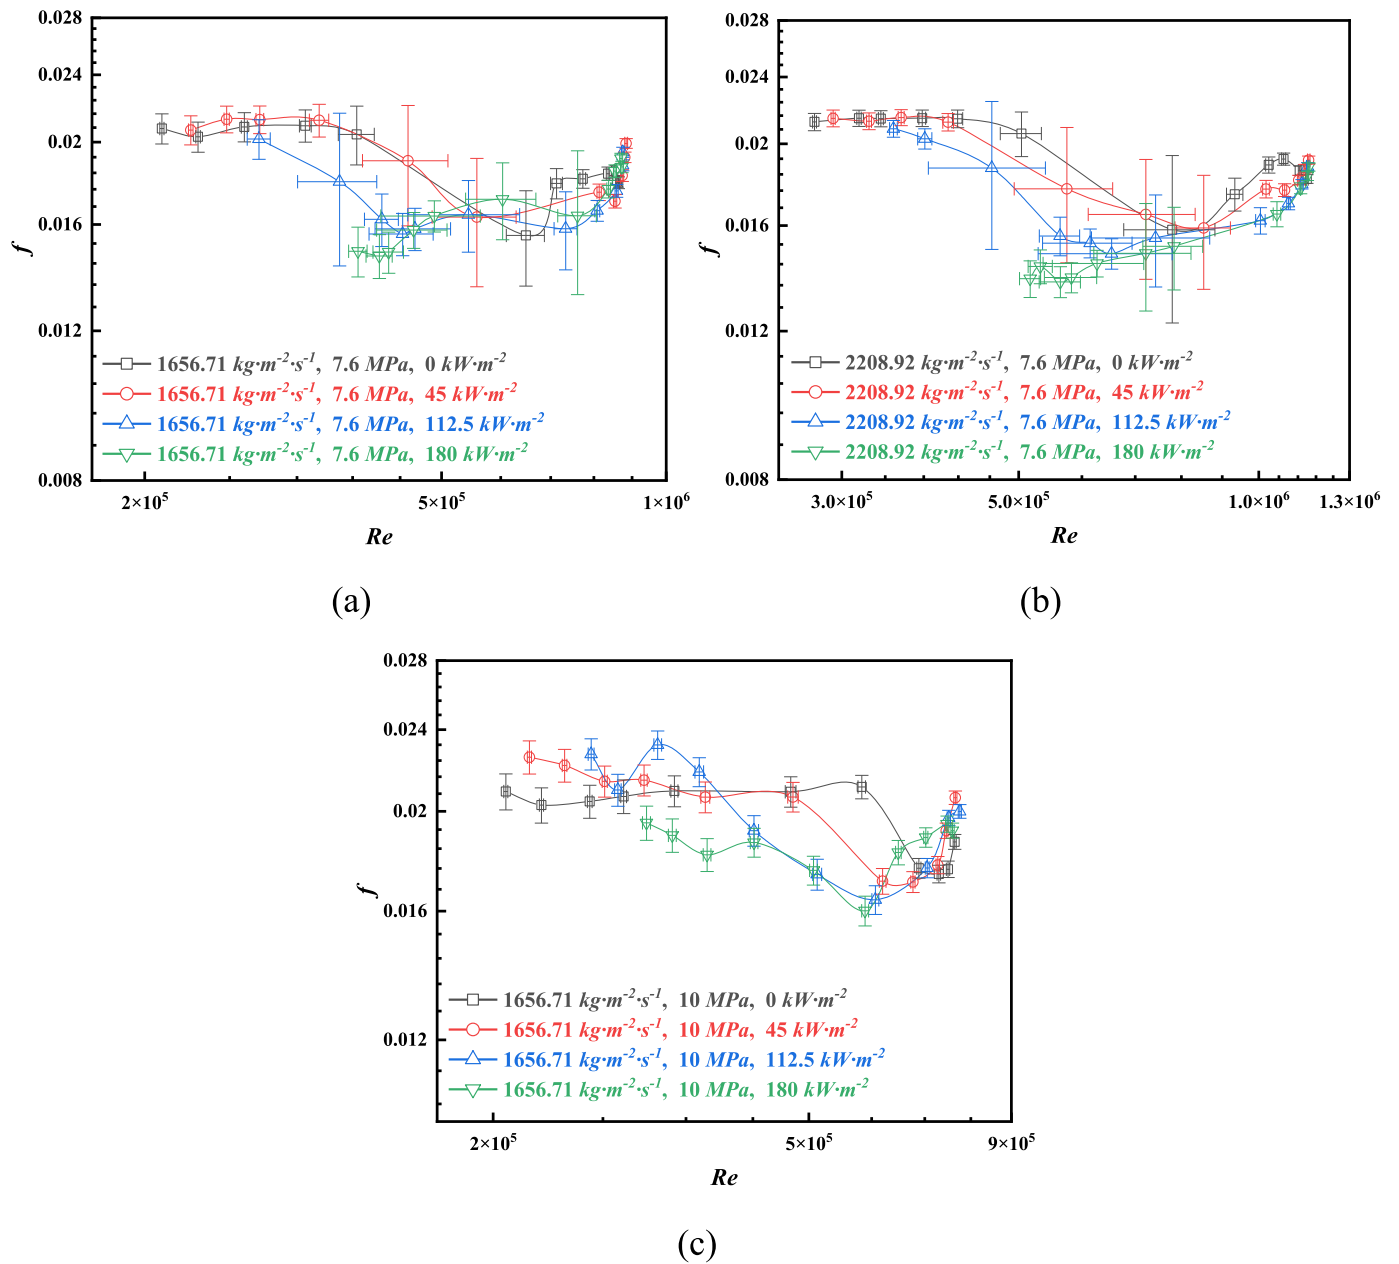 0.028
0.024
0.02
0.016
0.012
0.008
f
1656.71 kg·m⁻²·s⁻¹, 7.6 MPa, 0 kW·m⁻²
1656.71 kg·m⁻²·s⁻¹, 7.6 MPa, 45 kW·m⁻²
1656.71 kg·m⁻²·s⁻¹, 7.6 MPa, 112.5 kW·m⁻²
1656.71 kg·m⁻²·s⁻¹, 7.6 MPa, 180 kW·m⁻²
2×10⁵ 5×10⁵ 1×10⁶
Re
(a)
0.028
0.024
0.02
0.016
0.012
0.008
f
2208.92 kg·m⁻²·s⁻¹, 7.6 MPa, 0 kW·m⁻²
2208.92 kg·m⁻²·s⁻¹, 7.6 MPa, 45 kW·m⁻²
2208.92 kg·m⁻²·s⁻¹, 7.6 MPa, 112.5 kW·m⁻²
2208.92 kg·m⁻²·s⁻¹, 7.6 MPa, 180 kW·m⁻²
3.0×10⁵ 5.0×10⁵ 1.0×10⁶ 1.3×10⁶
Re
(b)
0.028
0.024
0.02
0.016
0.012
f
1656.71 kg·m⁻²·s⁻¹, 10 MPa, 0 kW·m⁻²
1656.71 kg·m⁻²·s⁻¹, 10 MPa, 45 kW·m⁻²
1656.71 kg·m⁻²·s⁻¹, 10 MPa, 112.5 kW·m⁻²
1656.71 kg·m⁻²·s⁻¹, 10 MPa, 180 kW·m⁻²
2×10⁵ 5×10⁵ 9×10⁵
Re
(c)